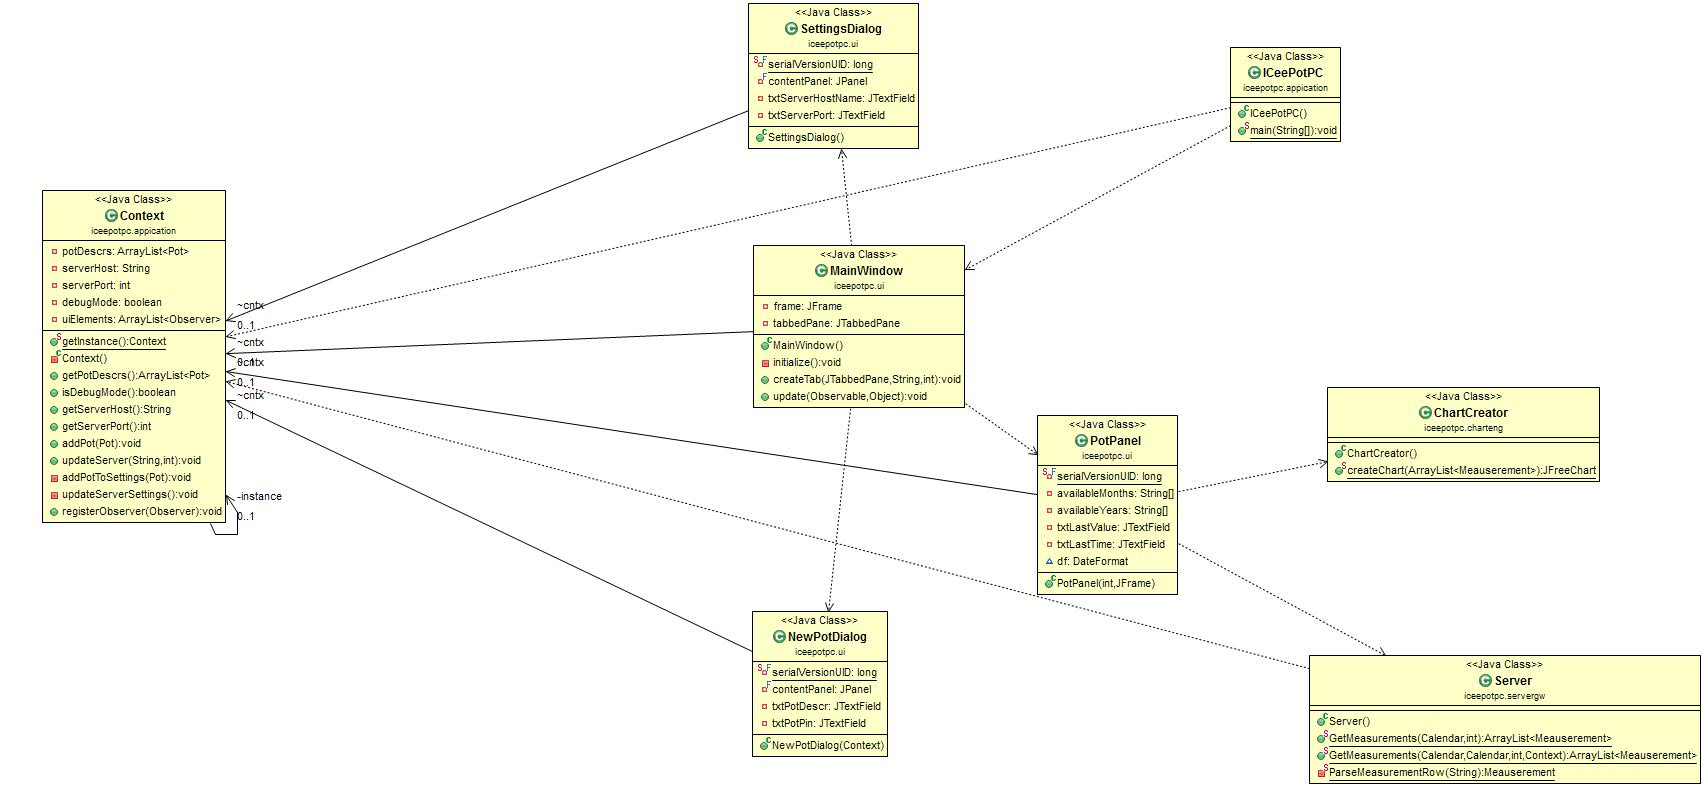 <<Java Class>>
SettingsDialog
iceepotpc.ui
serialVersionUID: long
contentPanel: JPanel
txtServerHostName: JTextField
txtServerPort: JTextField
SettingsDialog()
<<Java Class>>
ICeePotPC
iceepotpc.appication
ICeePotPC()
main(String[]):void
<<Java Class>>
Context
iceepotpc.appication
potDescrs: ArrayList<Pot>
serverHost: String
serverPort: int
debugMode: boolean
uiElements: ArrayList<Observer>
getInstance():Context
Context()
getPotDescrs():ArrayList<Pot>
isDebugMode():boolean
getServerHost():String
getServerPort():int
addPot(Pot):void
updateServer(String,int):void
addPotToSettings(Pot):void
updateServerSettings():void
registerObserver(Observer):void
~cntx
0..1
~cntx
0..1
~cntx
0..1
~cntx
0..1
-instance
0..1
<<Java Class>>
MainWindow
iceepotpc.ui
frame: JFrame
tabbedPane: JTabbedPane
MainWindow()
initialize():void
createTab(JTabbedPane,String,int):void
update(Observable,Object):void
<<Java Class>>
PotPanel
iceepotpc.ui
serialVersionUID: long
availableMonths: String[]
availableYears: String[]
txtLastValue: JTextField
txtLastTime: JTextField
df: DateFormat
PotPanel(int,JFrame)
<<Java Class>>
ChartCreator
iceepotpc.charteng
ChartCreator()
createChart(ArrayList<Meauserement>):JFreeChart
<<Java Class>>
NewPotDialog
iceepotpc.ui
serialVersionUID: long
contentPanel: JPanel
txtPotDescr: JTextField
txtPotPin: JTextField
NewPotDialog(Context)
<<Java Class>>
Server
iceepotpc.servergw
Server()
GetMeasurements(Calendar,int):ArrayList<Meauserement>
GetMeasurements(Calendar,Calendar,int,Context):ArrayList<Meauserement>
ParseMeasurementRow(String):Meauserement